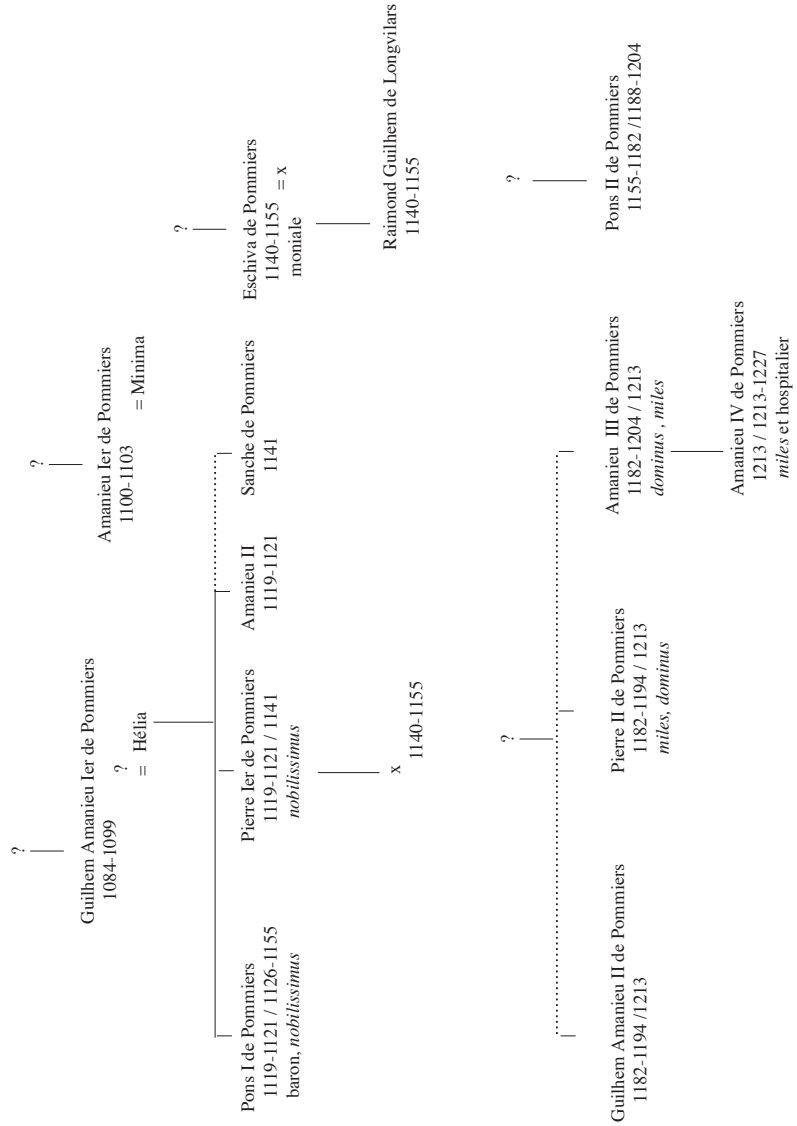 ?
Guilhem Amanieu Ier de Pommiers
1084-1099
?
= Hélia
?
Amanieu Ier de Pommiers
1100-1103
= Minima
Pons I de Pommiers
1119-1121 / 1126-1155
baron, nobilissimus
Pierre Ier de Pommiers
1119-1121 / 1141
nobilissimus
x
1140-1155
Amanieu II
1119-1121
Sanche de Pommiers
1141
?
Eschiva de Pommiers
1140-1155 = x
moniale
Raimond Guilhem de Longvilars
1140-1155
?
Guilhem Amanieu II de Pommiers
1182-1194 /1213
Pierre II de Pommiers
1182-1194 / 1213
miles, dominus
Amanieu III de Pommiers
1182-1204 / 1213
dominus , miles
Amanieu IV de Pommiers
1213 / 1213-1227
miles et hospitalier
?
Pons II de Pommiers
1155-1182 /1188-1204